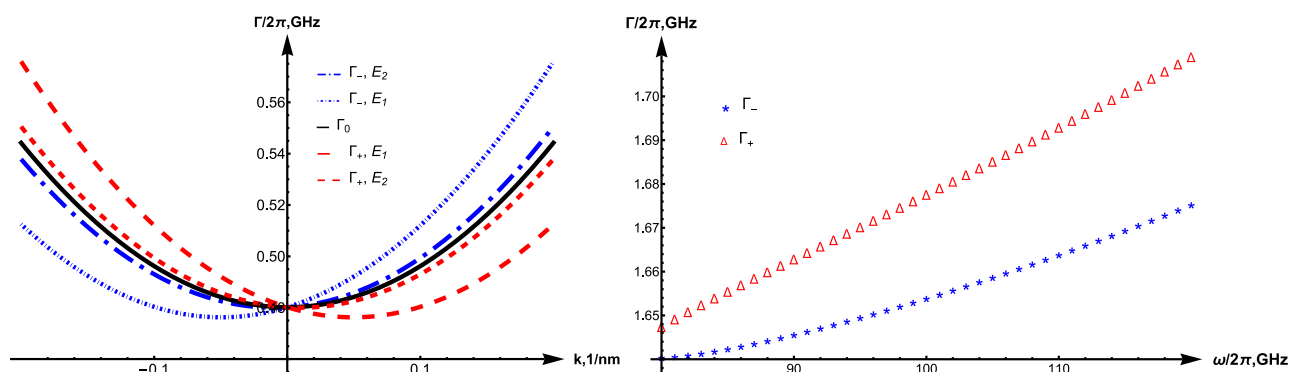 Γ/2π,GHz
Γ₋, E₂
Γ₋, E₁
Γ₀
Γ₊, E₁
Γ₊, E₂
0.56
0.54
0.52
0.50
0.48
-0.1
0.1
k,1/nm
Γ/2π,GHz
Γ₋
Γ₊
1.70
1.69
1.68
1.67
1.66
1.65
90
100
110
ω/2π,GHz